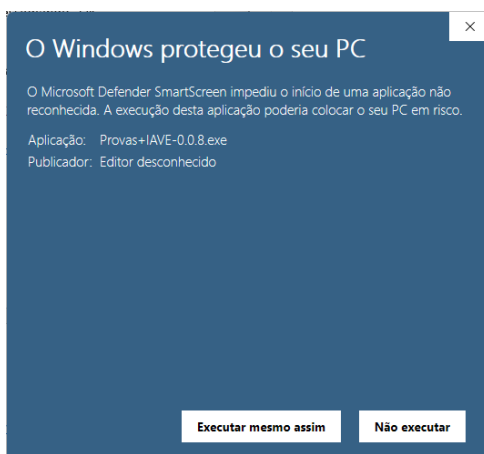 O Windows protegeu o seu PC
O Microsoft Defender SmartScreen impediu o início de uma aplicação não
reconhecida. A execução desta aplicação poderia colocar o seu PC em risco.
Aplicação: Provas+IAVE-0.0.8.exe
Publicador: Editor desconhecido
Executar mesmo assim
Não executar